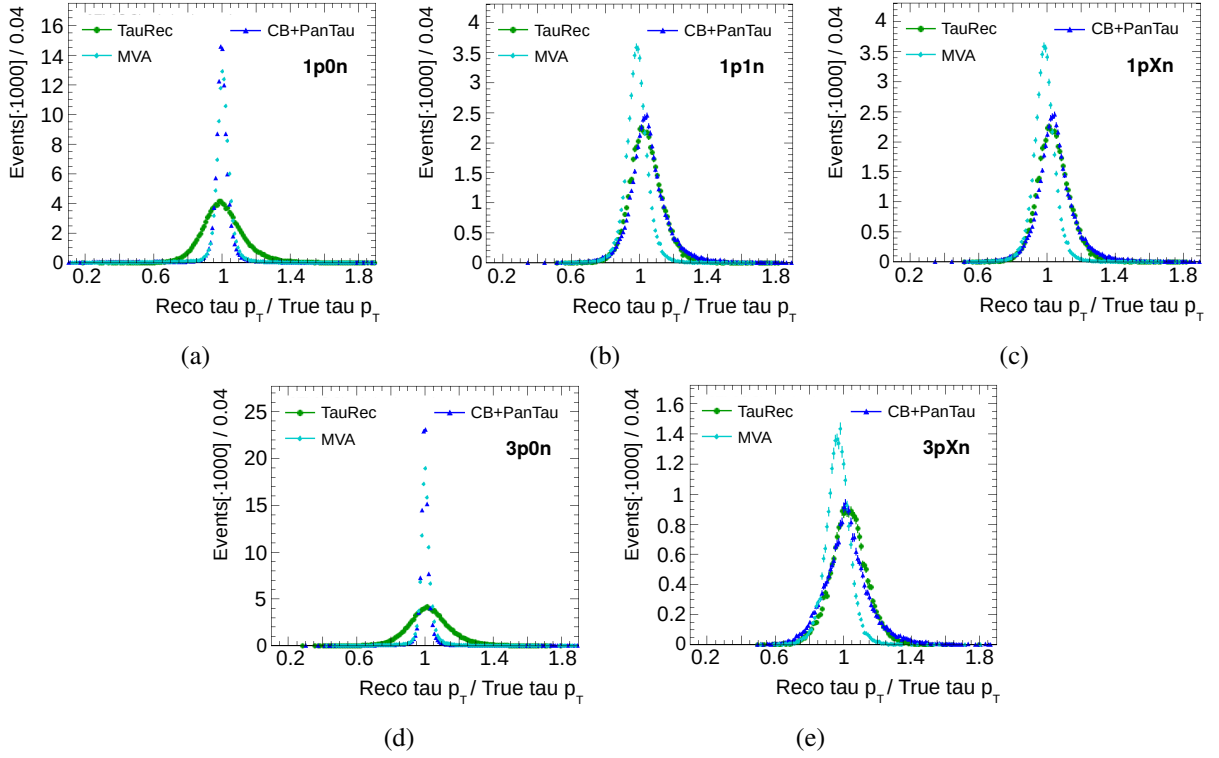 16
14
12
10
8
6
4
2
0
Events[·1000] / 0.04
TauRec
CB+PanTau
MVA
1p0n
0.2 0.6 1 1.4 1.8
Reco tau p_T / True tau p_T
(a)
4
3.5
3
2.5
2
1.5
1
0.5
0
Events[·1000] / 0.04
TauRec
CB+PanTau
MVA
1p1n
0.2 0.6 1 1.4 1.8
Reco tau p_T / True tau p_T
(b)
4
3.5
3
2.5
2
1.5
1
0.5
0
Events[·1000] / 0.04
TauRec
CB+PanTau
MVA
1pXn
0.2 0.6 1 1.4 1.8
Reco tau p_T / True tau p_T
(c)
25
20
15
10
5
0
Events[·1000] / 0.04
TauRec
CB+PanTau
MVA
3p0n
0.2 0.6 1 1.4 1.8
Reco tau p_T / True tau p_T
(d)
1.6
1.4
1.2
1
0.8
0.6
0.4
0.2
0
Events[·1000] / 0.04
TauRec
CB+PanTau
MVA
3pXn
0.2 0.6 1 1.4 1.8
Reco tau p_T / True tau p_T
(e)